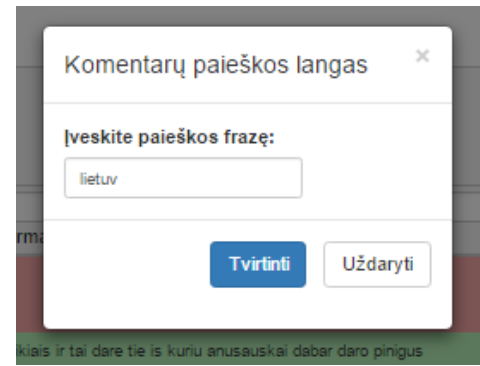 Komentarų paieškos langas ×
Įveskite paieškos frazę:
lietuv
Tvirtinti Uždaryti
ir tai dare tie is kuriu anusauskai dabar daro pinigus